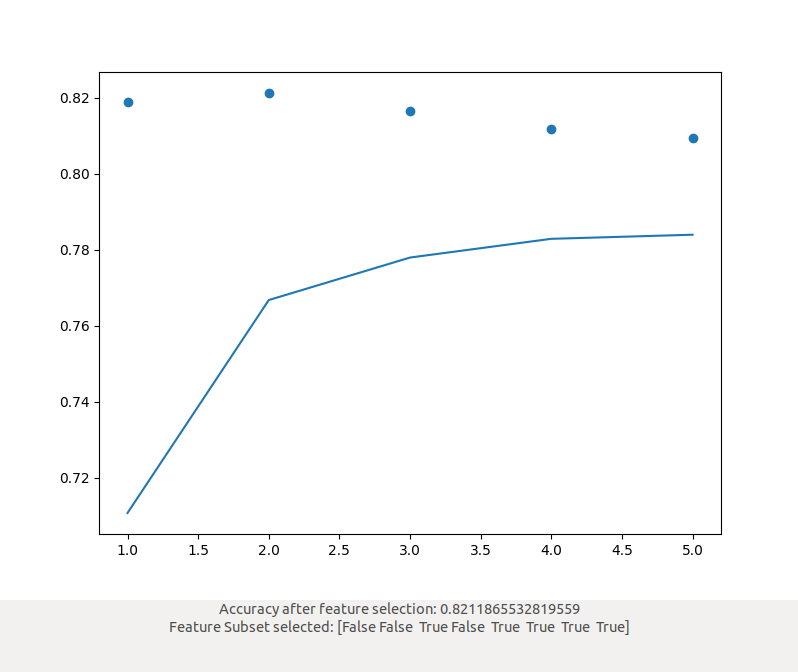 0.82
0.80
0.78
0.76
0.74
0.72
1.0 1.5 2.0 2.5 3.0 3.5 4.0 4.5 5.0
Accuracy after feature selection: 0.8211865532819559
Feature Subset selected: [False False  True False  True  True  True  True]